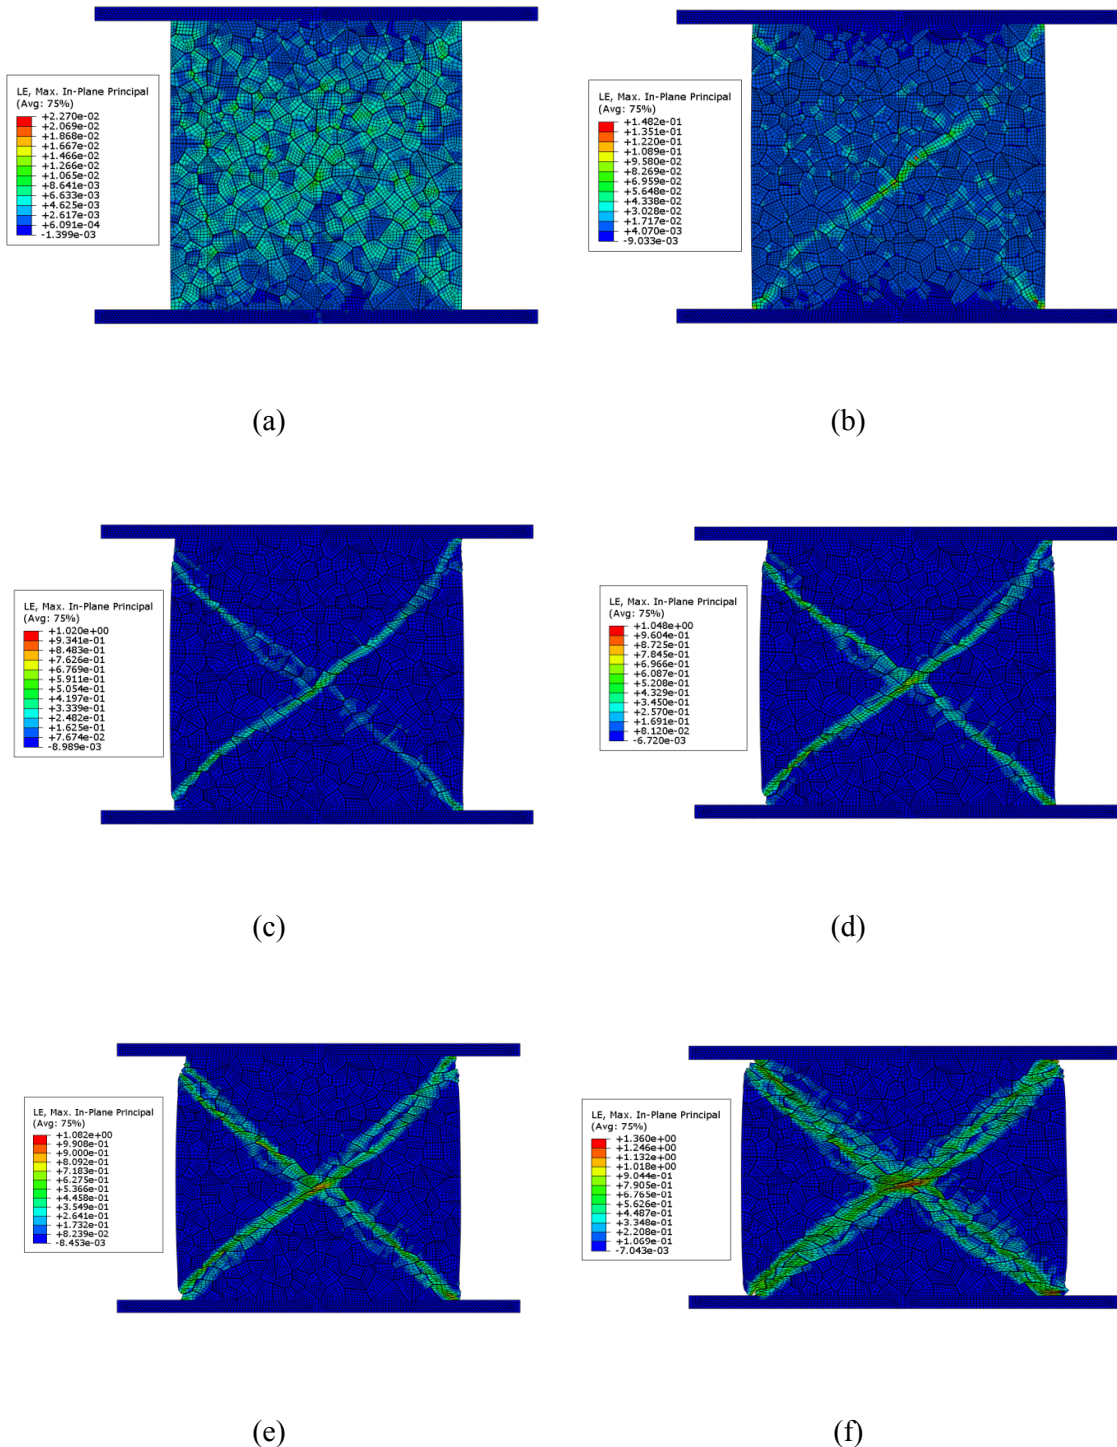 LE, Max. In-Plane Principal
(Avg: 75%)
+2.270e-02
+2.069e-02
+1.868e-02
+1.667e-02
+1.466e-02
+1.266e-02
+1.065e-02
+8.641e-03
+6.633e-03
+4.625e-03
+2.617e-03
+6.091e-04
-1.399e-03
(a)
LE, Max. In-Plane Principal
(Avg: 75%)
+1.482e-01
+1.351e-01
+1.220e-01
+1.089e-01
+9.580e-02
+8.269e-02
+6.959e-02
+5.648e-02
+4.338e-02
+3.028e-02
+1.717e-02
+4.070e-03
-9.033e-03
(b)
LE, Max. In-Plane Principal
(Avg: 75%)
+1.020e+00
+9.341e-01
+8.483e-01
+7.626e-01
+6.769e-01
+5.911e-01
+5.054e-01
+4.197e-01
+3.339e-01
+2.482e-01
+1.625e-01
+7.674e-02
-8.989e-03
(c)
LE, Max. In-Plane Principal
(Avg: 75%)
+1.048e+00
+9.604e-01
+8.725e-01
+7.845e-01
+6.966e-01
+6.087e-01
+5.208e-01
+4.329e-01
+3.450e-01
+2.570e-01
+1.691e-01
+8.120e-02
-6.720e-03
(d)
LE, Max. In-Plane Principal
(Avg: 75%)
+1.082e+00
+9.908e-01
+9.000e-01
+8.092e-01
+7.183e-01
+6.275e-01
+5.366e-01
+4.458e-01
+3.549e-01
+2.641e-01
+1.732e-01
+8.239e-02
-8.453e-03
(e)
LE, Max. In-Plane Principal
(Avg: 75%)
+1.360e+00
+1.246e+00
+1.132e+00
+1.018e+00
+9.044e-01
+7.905e-01
+6.765e-01
+5.626e-01
+4.487e-01
+3.348e-01
+2.208e-01
+1.069e-01
-7.043e-03
(f)